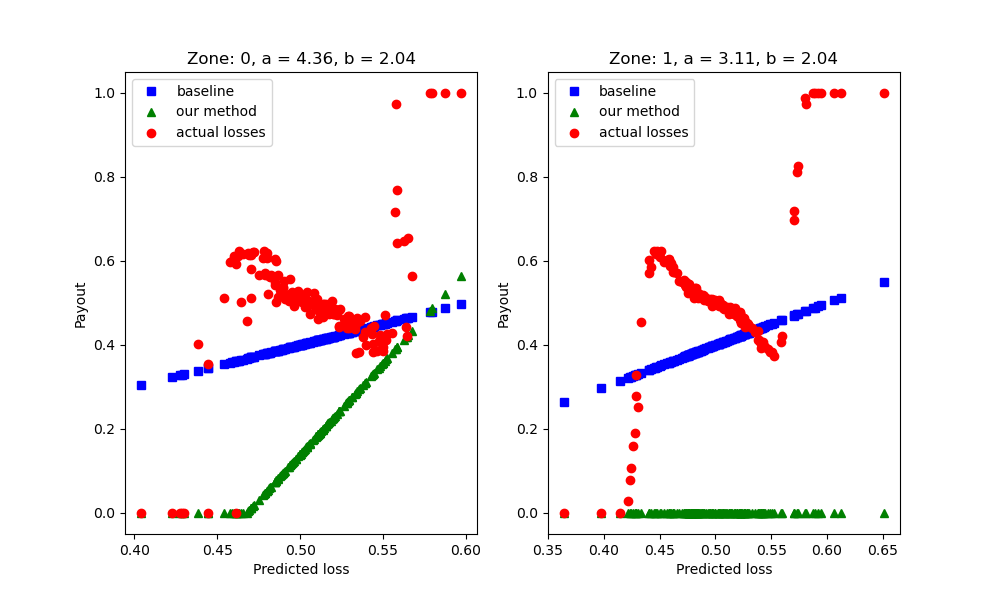 Zone: 0, a = 4.36, b = 2.04
baseline
our method
actual losses
1.0
0.8
0.6
0.4
0.2
0.0
Payout
0.40
0.45
0.50
0.55
0.60
Predicted loss
Zone: 1, a = 3.11, b = 2.04
baseline
our method
actual losses
1.0
0.8
0.6
0.4
0.2
0.0
Payout
0.35
0.40
0.45
0.50
0.55
0.60
0.65
Predicted loss